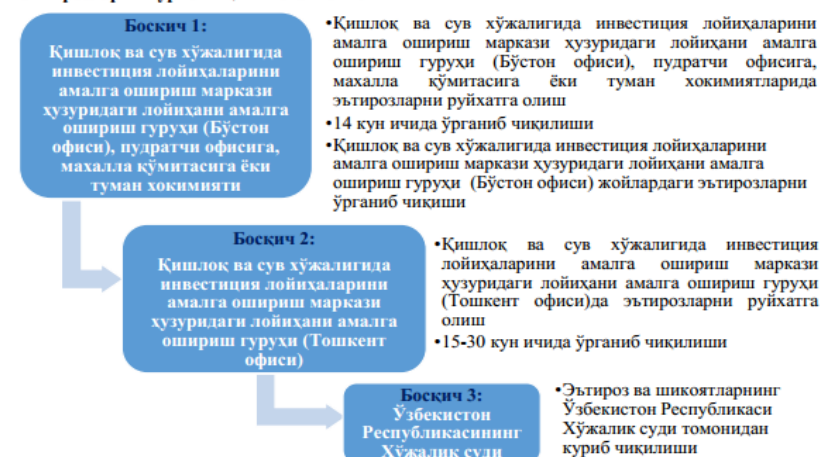 Боскич 1:
Қишлоқ ва сув хўжалигида
инвестиция лойиҳаларини
амалга ошириш маркази
ҳузуридаги лойиҳани амалга
ошириш гуруҳи (Бўстон
офиси), пудратчи офисига,
махалла қўмитасига ёки
туман хокимияти
•Қишлоқ ва сув хўжалигида инвестиция лойиҳаларини
амалга ошириш маркази ҳузуридаги лойиҳани амалга
ошириш гуруҳи (Бўстон офиси), пудратчи офисига,
махалла қўмитасига ёки туман хокимиятларида
эътирозларни руйхатга олиш
•14 кун ичида ўрганиб чиқилиши
•Қишлоқ ва сув хўжалигида инвестиция лойиҳаларини
амалга ошириш маркази ҳузуридаги лойиҳани амалга
ошириш гуруҳи (Бўстон офиси) жойлардаги эътирозларни
ўрганиб чиқиши
Босқич 2:
Қишлоқ ва сув хўжалигида
инвестиция лойиҳаларини
амалга ошириш маркази
ҳузуридаги лойиҳани амалга
ошириш гуруҳи (Тошкент
офиси)
•Қишлоқ ва сув хўжалигида инвестиция
лойиҳаларини амалга ошириш маркази
ҳузуридаги лойиҳани амалга ошириш гуруҳи
(Тошкент офиси)да эътирозларни руйхатга
олиш
•15-30 кун ичида ўрганиб чиқилиши
Боскич 3:
Ўзбекистон
Республикасининг
Хўжалик суди
•Эътироз ва шикоятларнинг
Ўзбекистон Республикаси
Хўжалик суди томонидан
куриб чиқилиши